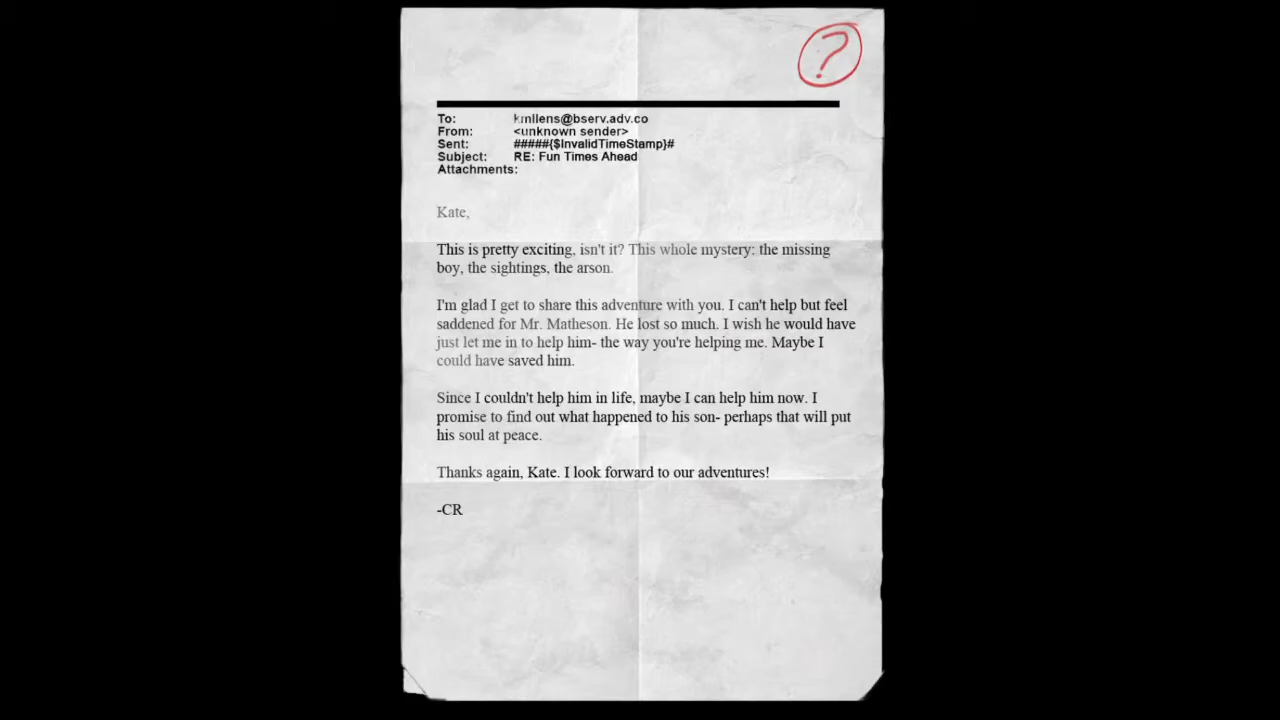 ?
To: kmllens@bserv.adv.co
From: <unknown sender>
Sent: #####{$InvalidTimeStamp}#
Subject: RE: Fun Times Ahead
Attachments:
Kate,
This is pretty exciting, isn't it? This whole mystery: the missing
boy, the sightings, the arson.
I'm glad I get to share this adventure with you. I can't help but feel
saddened for Mr. Matheson. He lost so much. I wish he would have
just let me in to help him- the way you're helping me. Maybe I
could have saved him.
Since I couldn't help him in life, maybe I can help him now. I
promise to find out what happened to his son- perhaps that will put
his soul at peace.
Thanks again, Kate. I look forward to our adventures!
-CR